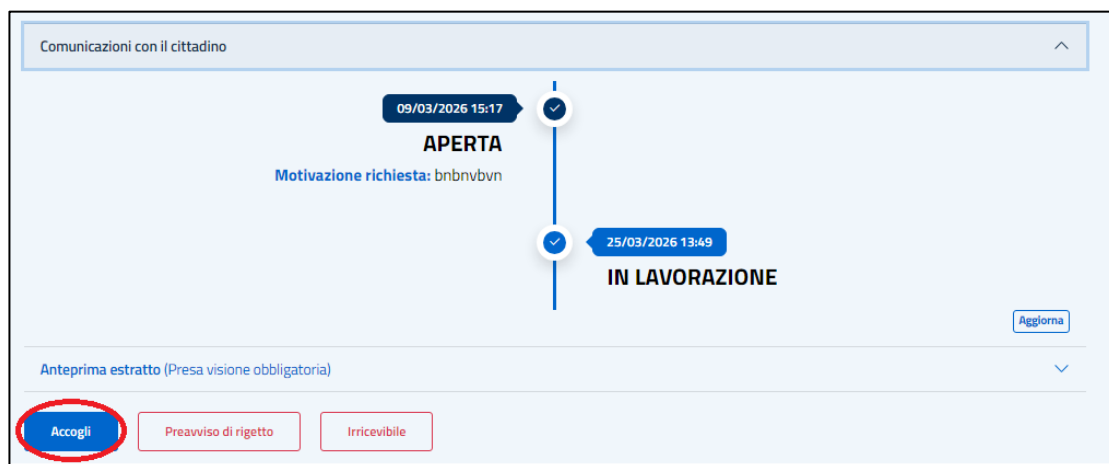 Comunicazioni con il cittadino
09/03/2026 15:17
APERTA
Motivazione richiesta: bnbnvbvn
25/03/2026 13:49
IN LAVORAZIONE
Aggiorna
Anteprima estratto (Presa visione obbligatoria)
Accogli Preavviso di rigetto Irricevibile